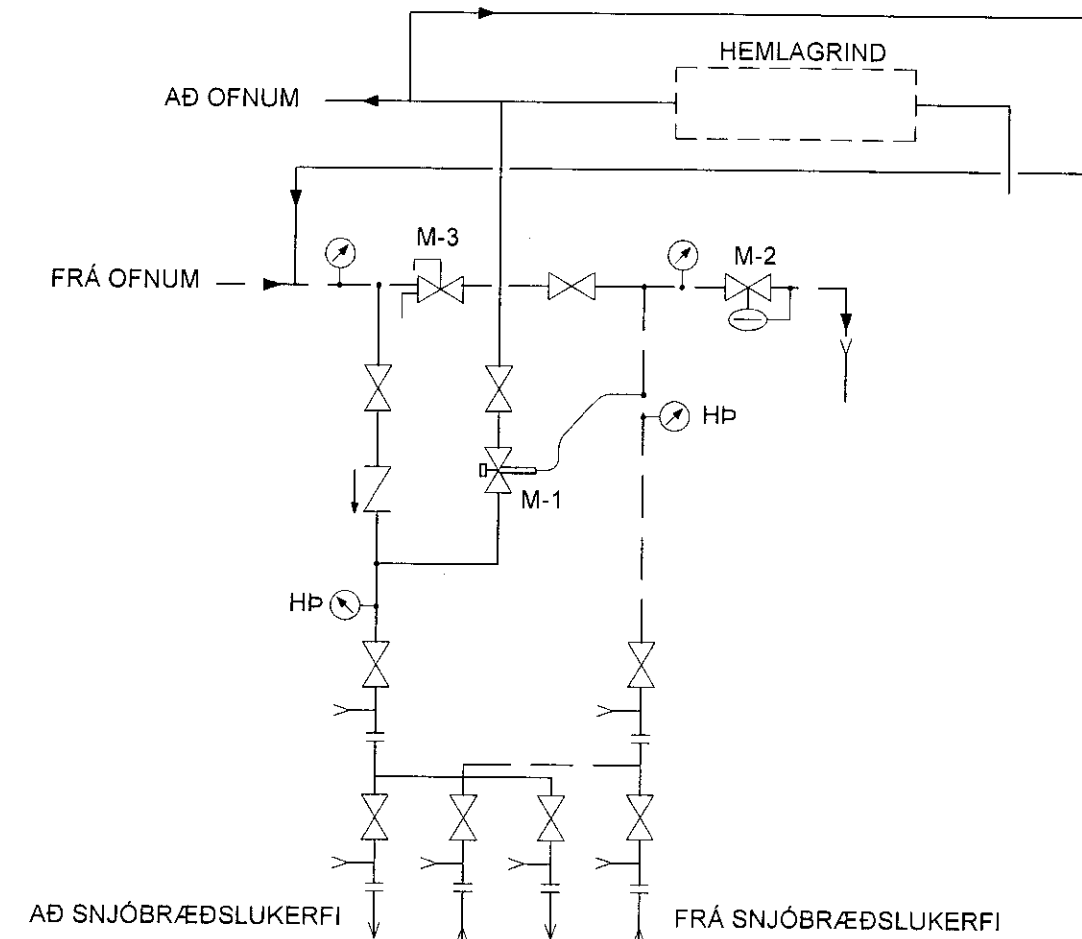 HEMLAGRIND
AÐ OFNUM
M-3
M-2
FRÁ OFNUM
HÞ
M-1
HÞ
AÐ SNJÓBRÆÐSLUKERFI
FRÁ SNJÓBRÆÐSLUKERFI